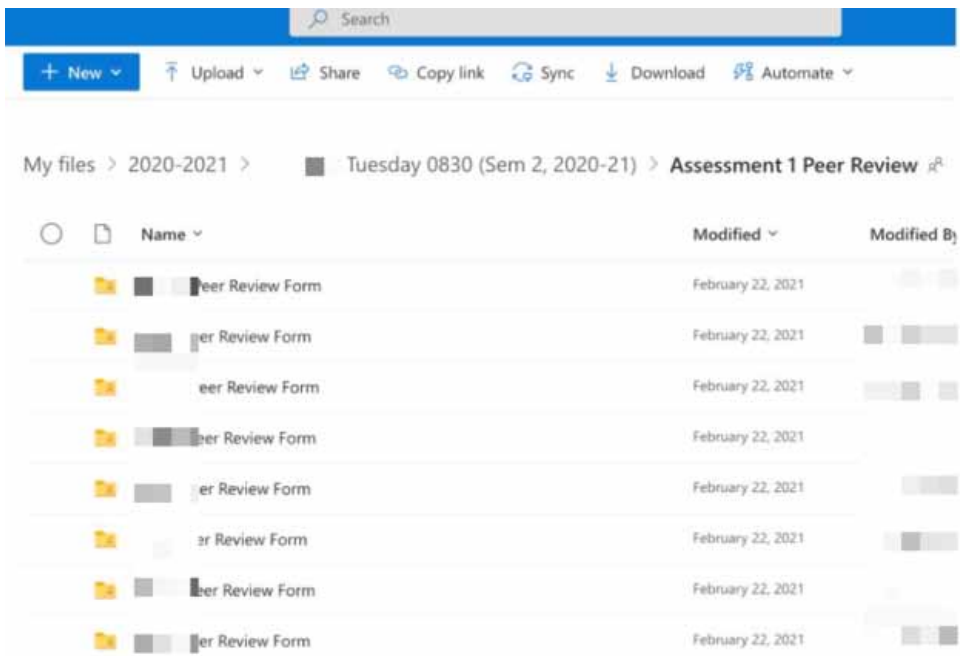 Search
+ New Upload Share Copy link Sync Download Automate
My files > 2020-2021 > Tuesday 0830 (Sem 2, 2020-21) > Assessment 1 Peer Review
Name Modified Modified By
Peer Review Form February 22, 2021
er Review Form February 22, 2021
eer Review Form February 22, 2021
eer Review Form February 22, 2021
er Review Form February 22, 2021
er Review Form February 22, 2021
eer Review Form February 22, 2021
er Review Form February 22, 2021